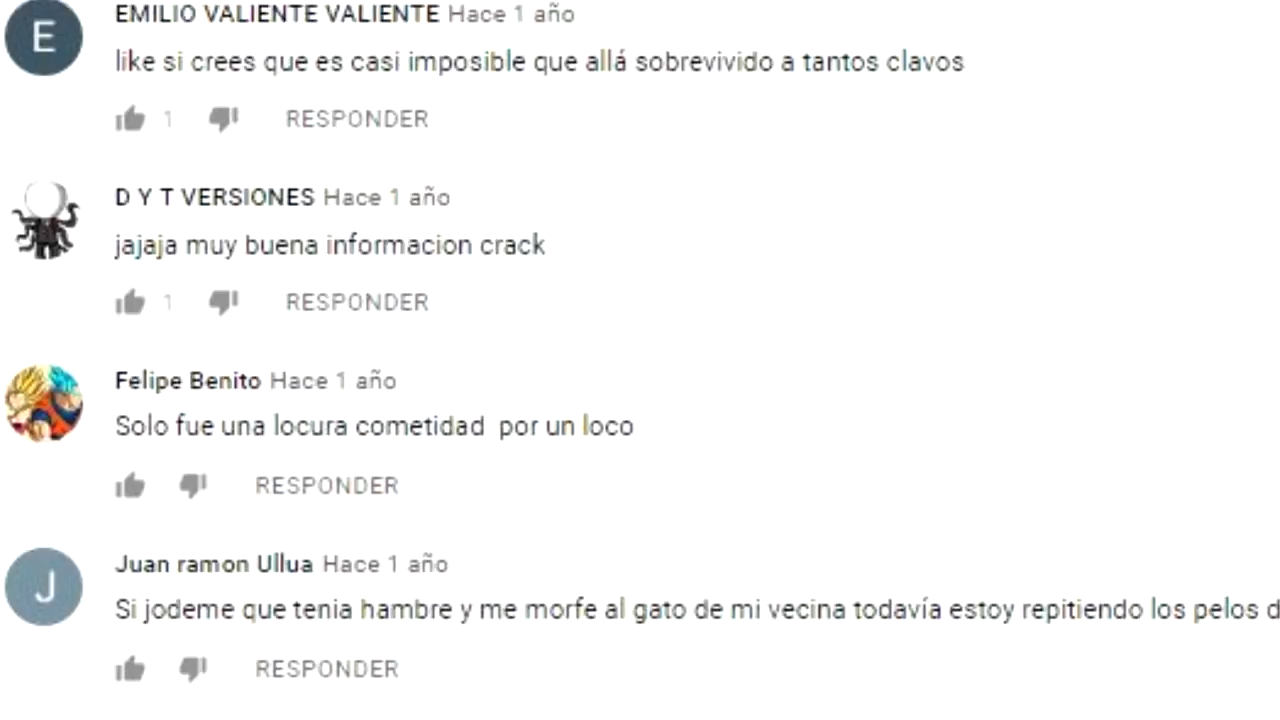 E
EMILIO VALIENTE VALIENTE Hace 1 año
like si crees que es casi imposible que allá sobrevivido a tantos clavos
1 RESPONDER
D Y T VERSIONES Hace 1 año
jajaja muy buena informacion crack
1 RESPONDER
Felipe Benito Hace 1 año
Solo fue una locura cometidad por un loco
RESPONDER
J
Juan ramon Ullua Hace 1 año
Si jodeme que tenia hambre y me morfe al gato de mi vecina todavía estoy repitiendo los pelos d
RESPONDER